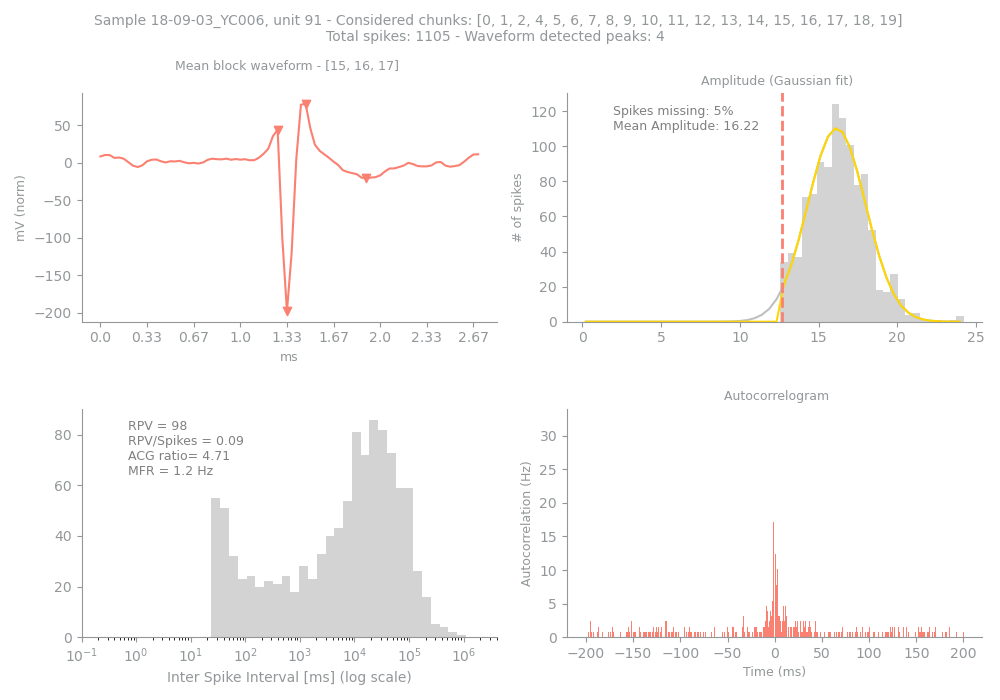 Sample 18-09-03_YC006, unit 91 - Considered chunks: [0, 1, 2, 4, 5, 6, 7, 8, 9, 10, 11, 12, 13, 14, 15, 16, 17, 18, 19]
Total spikes: 1105 - Waveform detected peaks: 4
Mean block waveform - [15, 16, 17]
50
0
−50
−100
−150
−200
mV (norm)
0.0 0.33 0.67 1.0 1.33 1.67 2.0 2.33 2.67
ms
Amplitude (Gaussian fit)
Spikes missing: 5%
Mean Amplitude: 16.22
120
100
80
60
40
20
0
# of spikes
0 5 10 15 20 25
RPV = 98
RPV/Spikes = 0.09
ACG ratio= 4.71
MFR = 1.2 Hz
80
60
40
20
0
10⁻¹ 10⁰ 10¹ 10² 10³ 10⁴ 10⁵ 10⁶
Inter Spike Interval [ms] (log scale)
Autocorrelogram
30
25
20
15
10
5
0
Autocorrelation (Hz)
−200 −150 −100 −50 0 50 100 150 200
Time (ms)